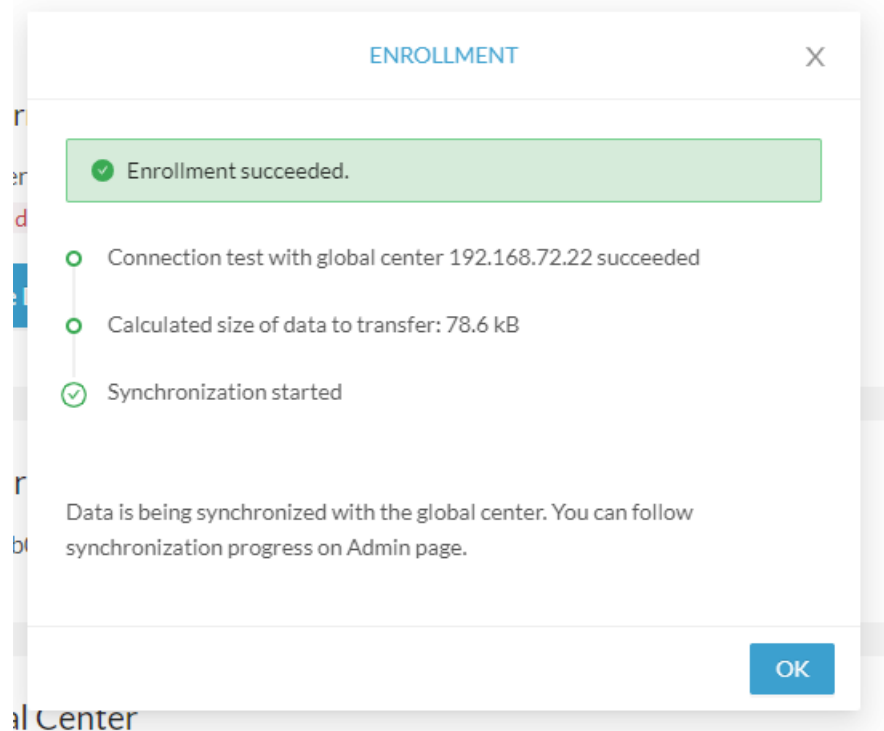 ENROLLMENT
X
Enrollment succeeded.
Connection test with global center 192.168.72.22 succeeded
Calculated size of data to transfer: 78.6 kB
Synchronization started
Data is being synchronized with the global center. You can follow
synchronization progress on Admin page.
OK
Center